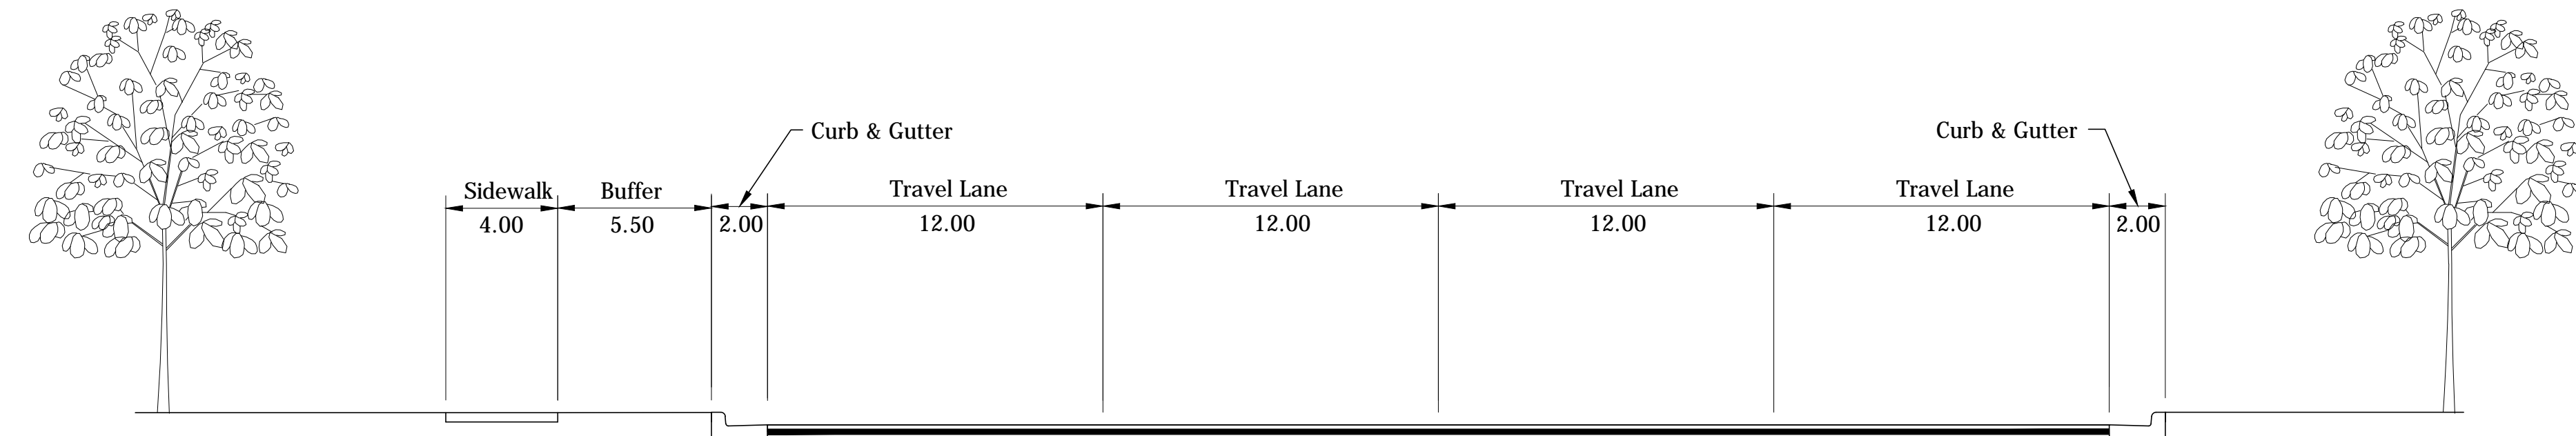 Curb & Gutter
Curb & Gutter
Sidewalk
Buffer
Travel Lane
Travel Lane
Travel Lane
Travel Lane
4.00
5.50
2.00
12.00
12.00
12.00
12.00
2.00